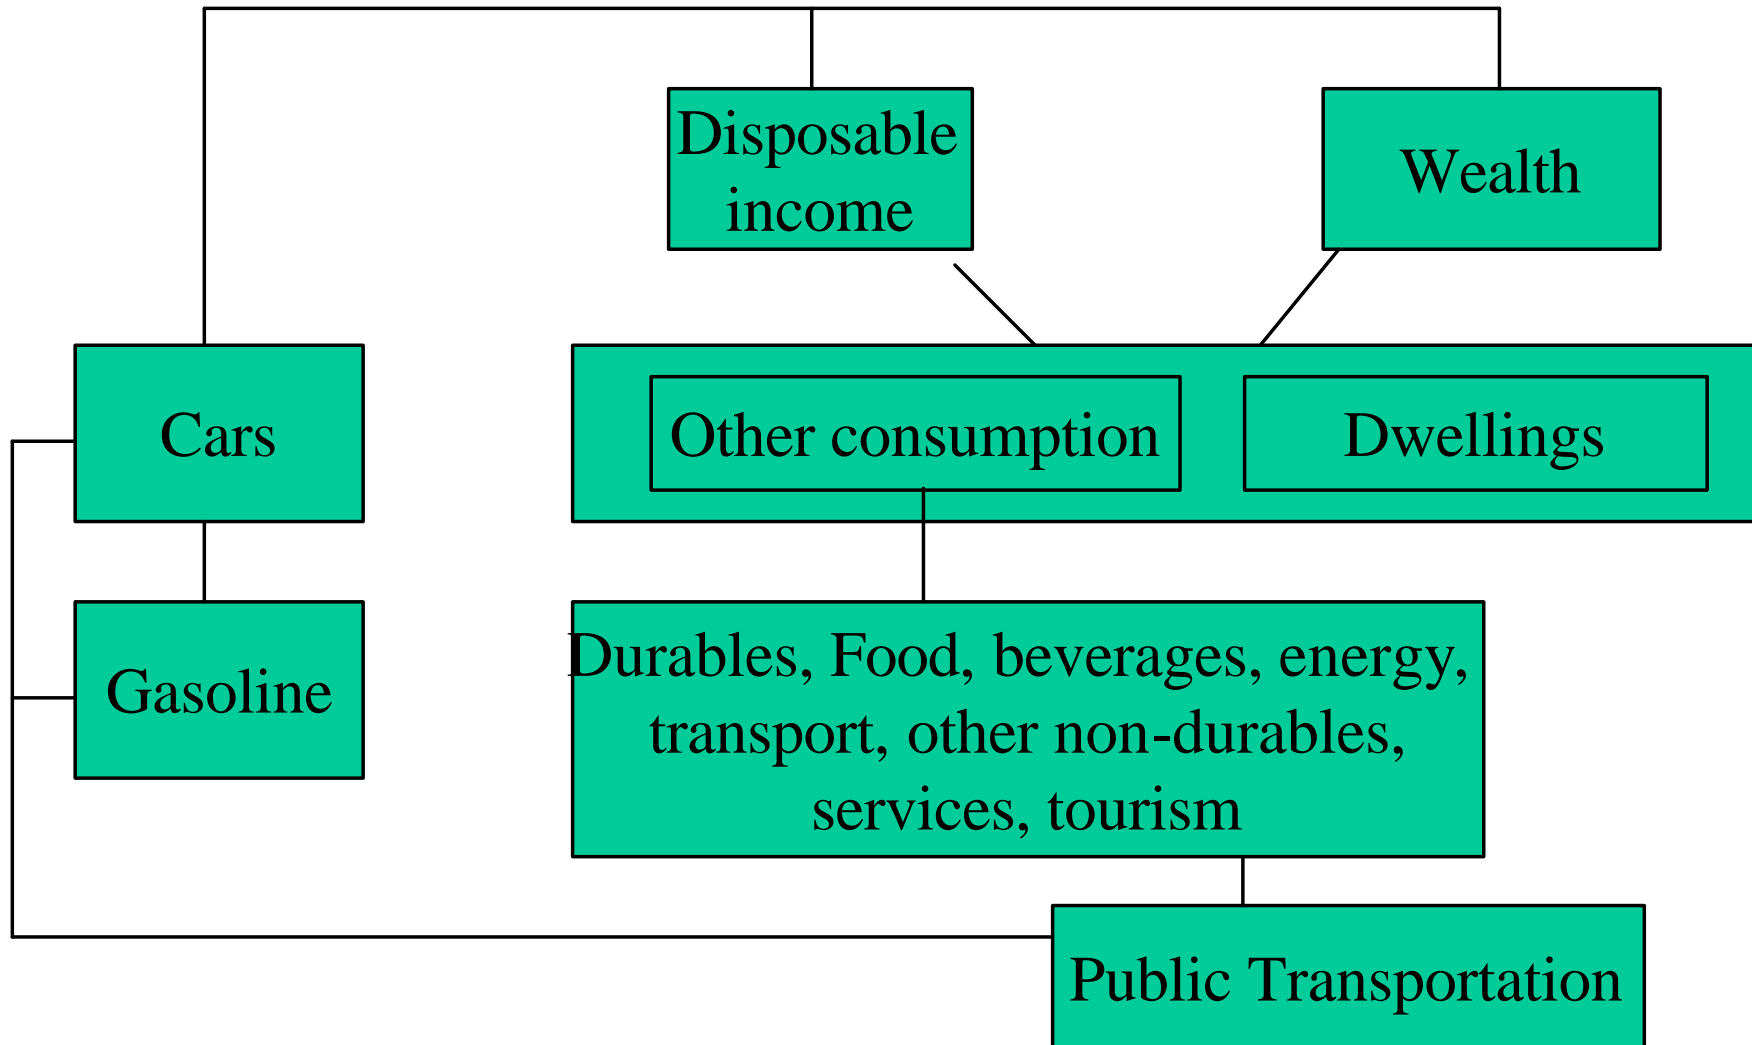 Disposable
income
Wealth
Cars
Other consumption
Dwellings
Gasoline
Durables, Food, beverages, energy,
transport, other non-durables,
services, tourism
Public Transportation